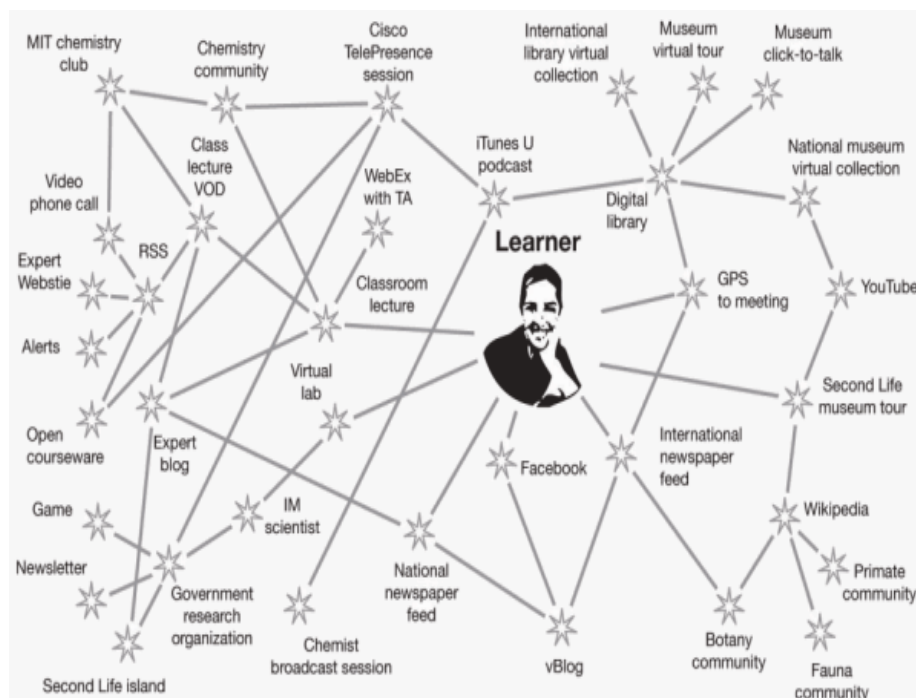 MIT chemistry
club
Chemistry
community
Cisco
TelePresence
session
International
library virtual
collection
Museum
virtual tour
Museum
click-to-talk
Class
lecture
VOD
iTunes U
podcast
National museum
virtual collection
Video
phone call
WebEx
with TA
Digital
library
RSS
Learner
Expert
Webstie
Classroom
lecture
GPS
to meeting
YouTube
Alerts
Virtual
lab
Second Life
museum tour
Open
courseware
Expert
blog
Facebook
International
newspaper
feed
Game
IM
scientist
Wikipedia
Newsletter
Government
research
organization
National
newspaper
feed
Primate
community
Chemist
broadcast session
vBlog
Botany
community
Fauna
community
Second Life island